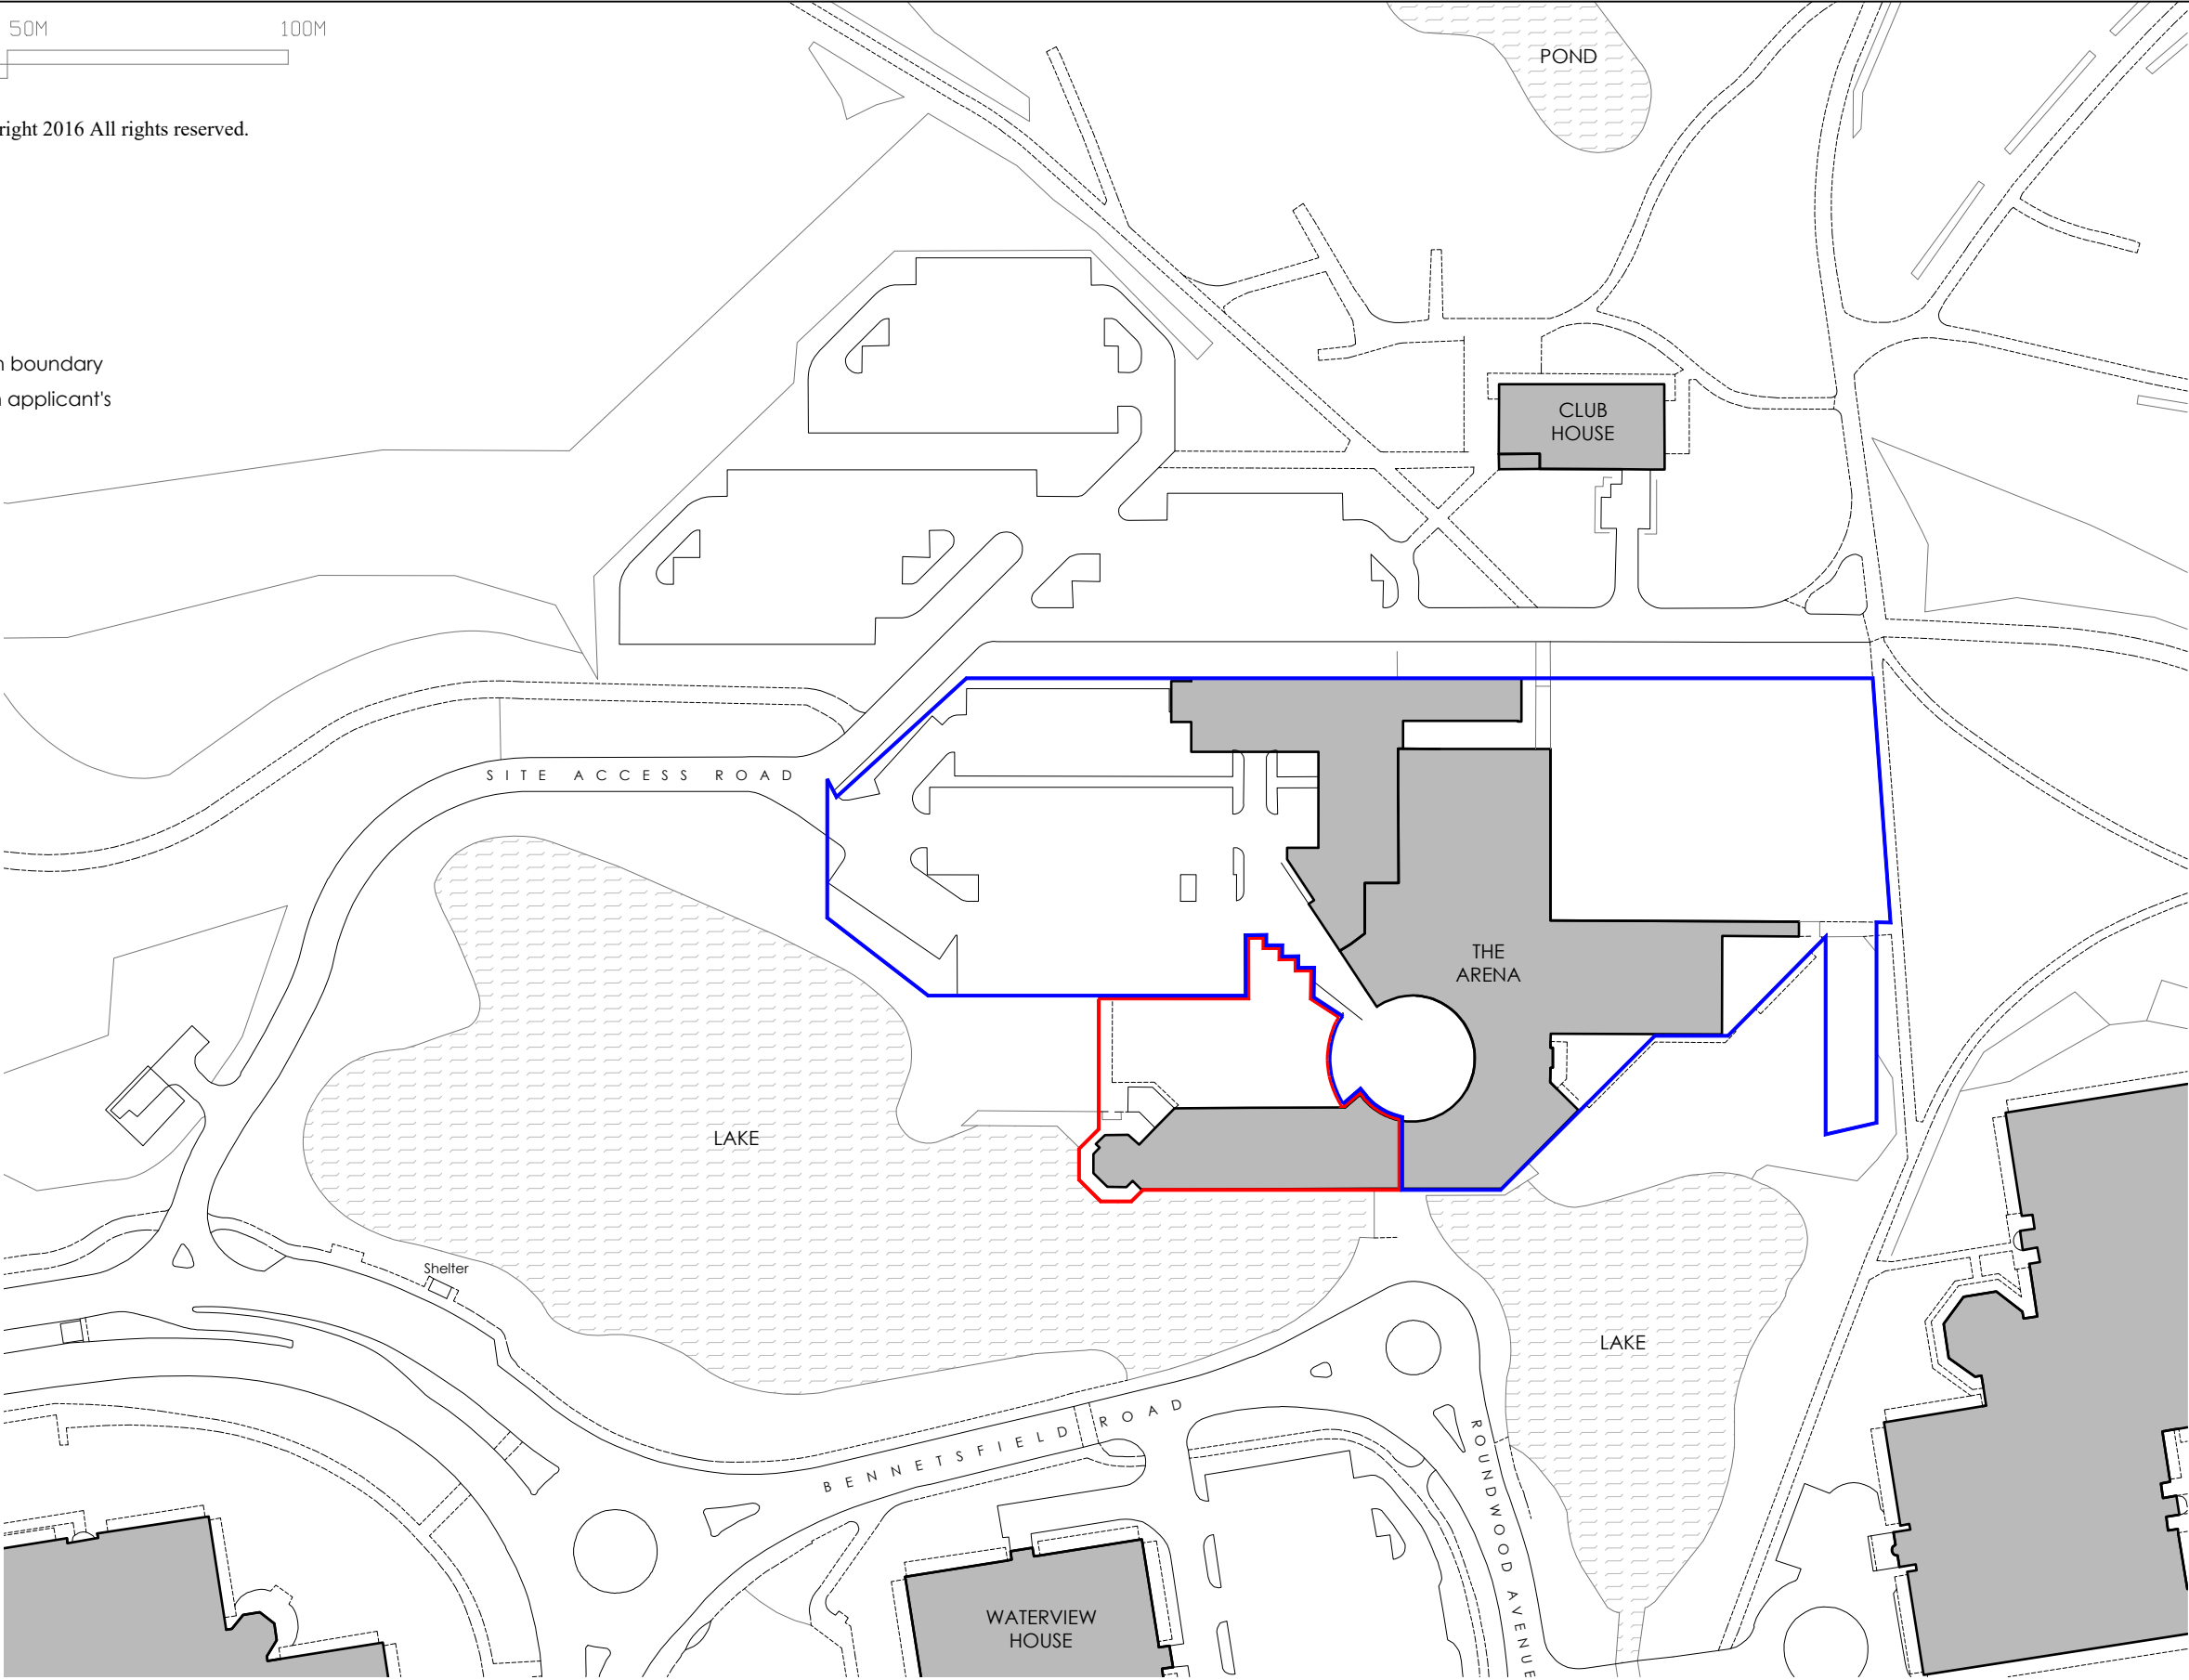 50M 100M
right 2016 All rights reserved.
n boundary
applicant's
POND
CLUB
HOUSE
SITE ACCESS ROAD
THE
ARENA
LAKE
Shelter
LAKE
BENNETSFIELD ROAD
ROUNDWOOD AVENUE
WATERVIEW
HOUSE